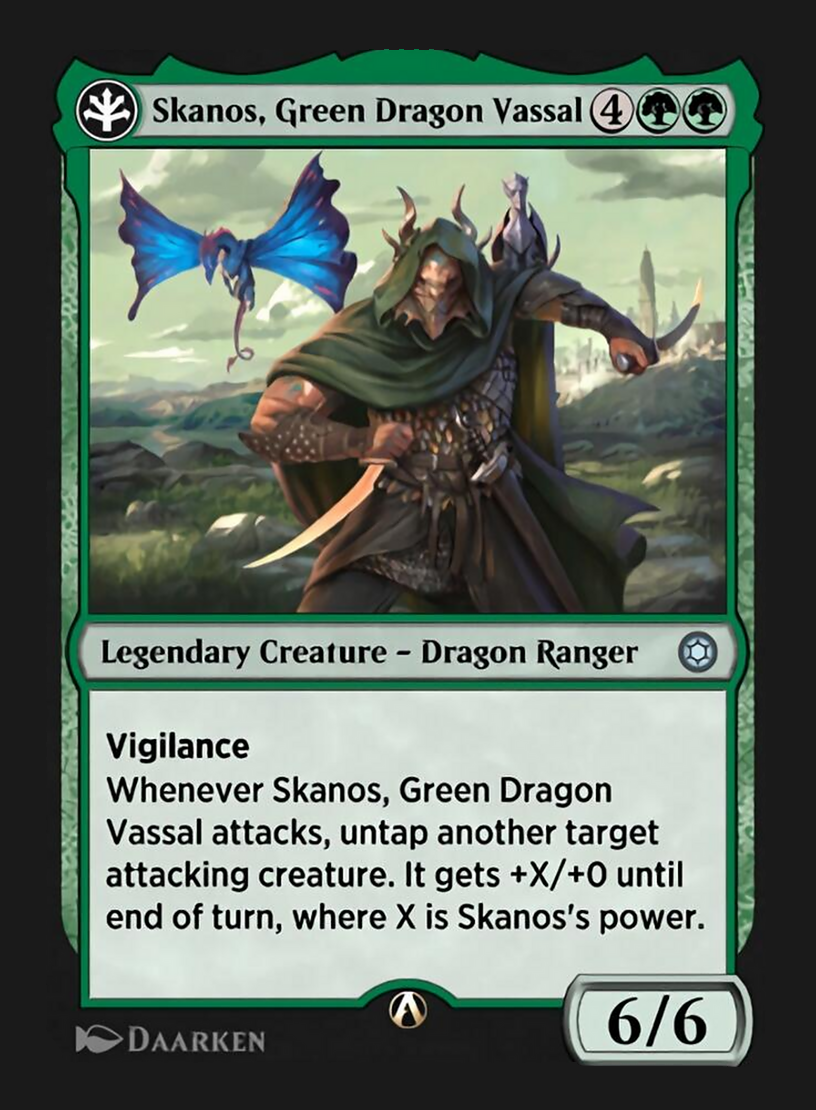 Skanos, Green Dragon Vassal 4
Legendary Creature – Dragon Ranger
Vigilance
Whenever Skanos, Green Dragon
Vassal attacks, untap another target
attacking creature. It gets +X/+0 until
end of turn, where X is Skanos's power.
6/6
DAARKEN